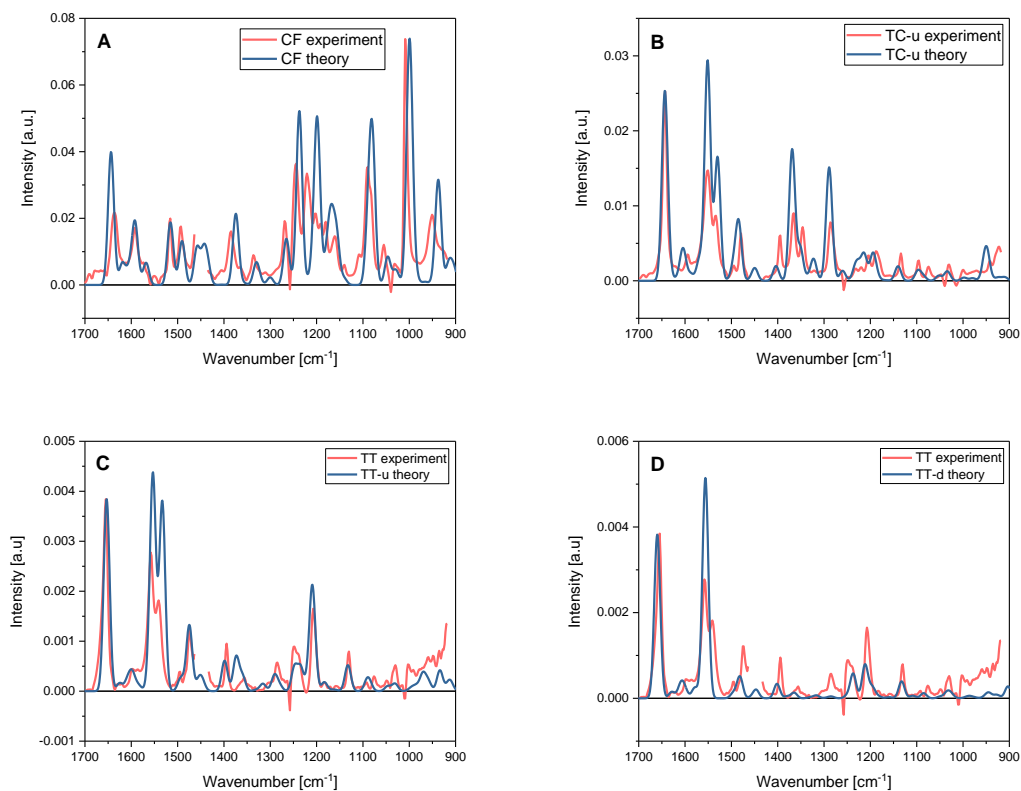 A
CF experiment
CF theory
0.08
0.06
0.04
0.02
0.00
Intensity [a.u.]
1700 1600 1500 1400 1300 1200 1100 1000 900
Wavenumber [cm⁻¹]
B
TC-u experiment
TC-u theory
0.03
0.02
0.01
0.00
Intensity [a.u.]
1700 1600 1500 1400 1300 1200 1100 1000 900
Wavenumber [cm⁻¹]
C
TT experiment
TT-u theory
0.005
0.004
0.003
0.002
0.001
0.000
-0.001
Intensity [a.u]
1700 1600 1500 1400 1300 1200 1100 1000 900
Wavenumber [cm⁻¹]
D
TT experiment
TT-d theory
0.006
0.004
0.002
0.000
Intensity [a.u.]
1700 1600 1500 1400 1300 1200 1100 1000 900
Wavenumber [cm⁻¹]